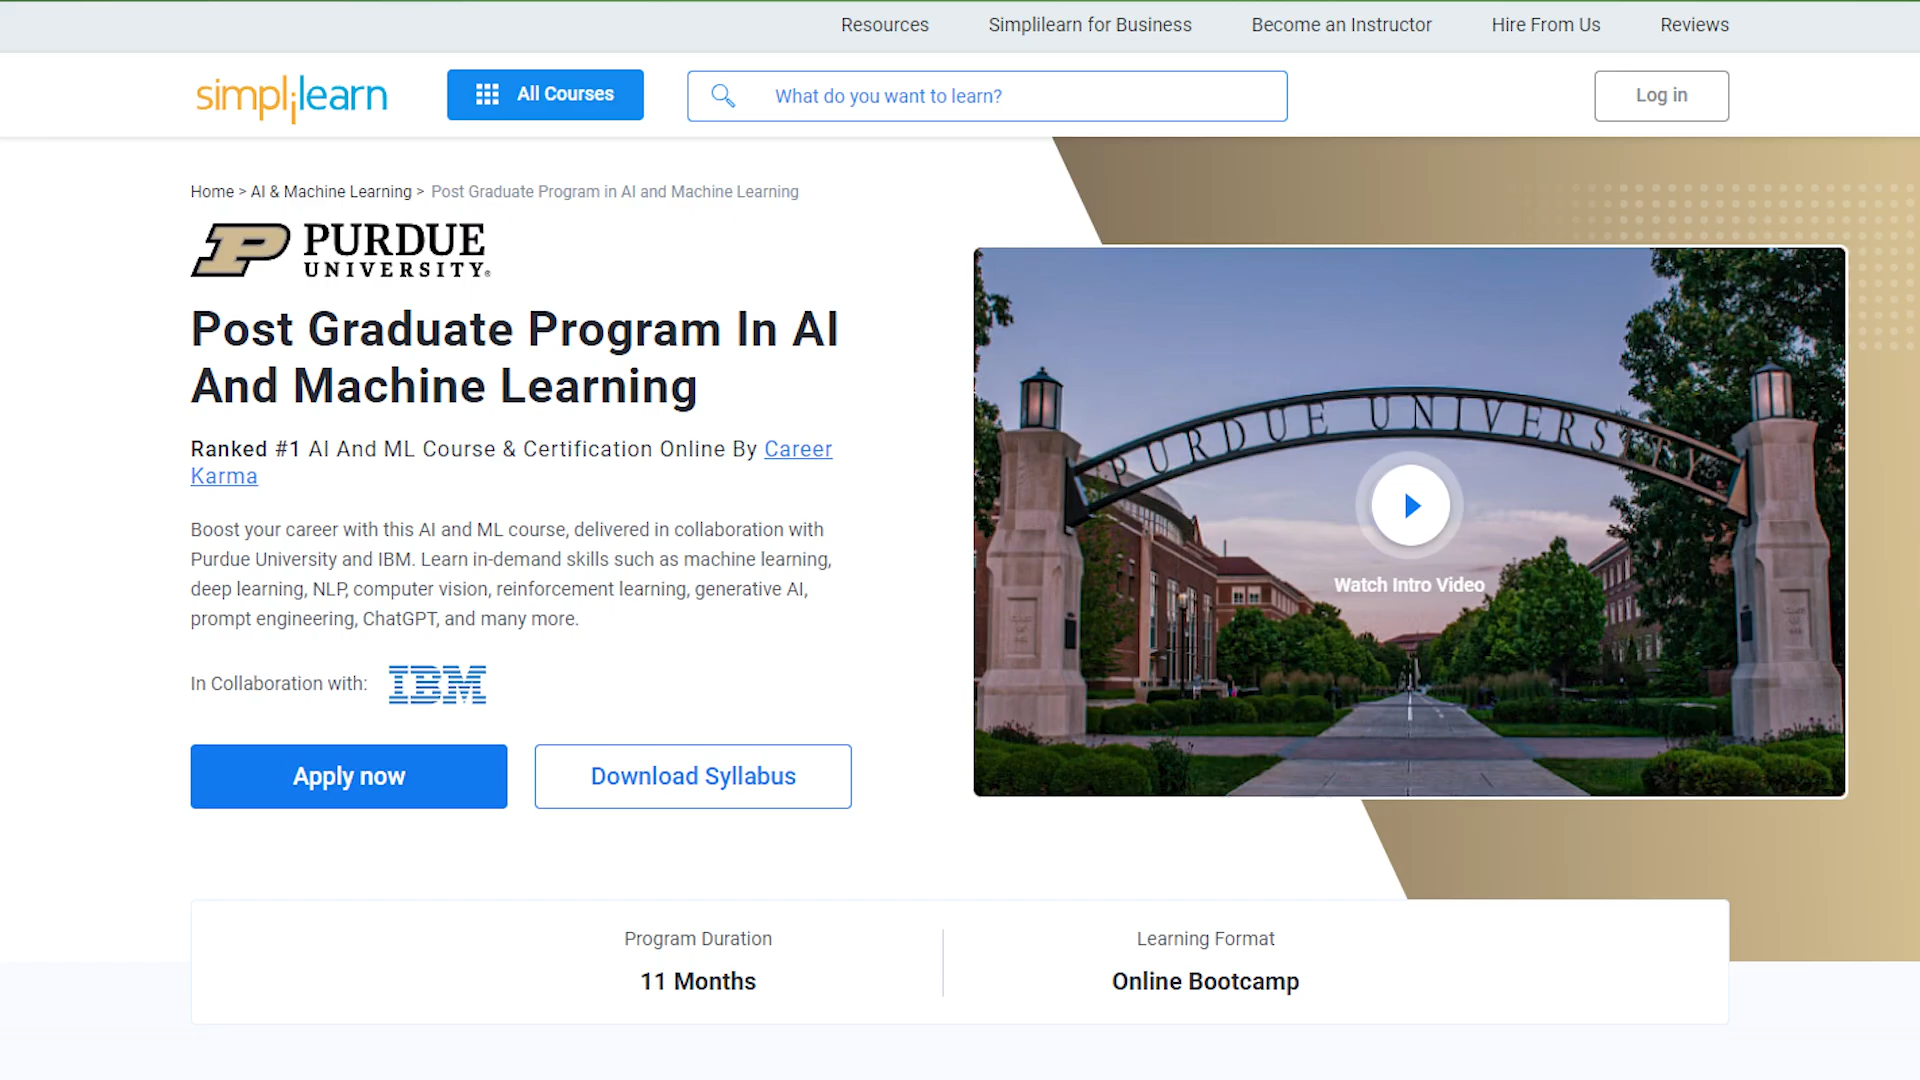 Resources Simplilearn for Business Become an Instructor Hire From Us Reviews
simplilearn All Courses What do you want to learn? Log in
Home > AI & Machine Learning > Post Graduate Program in AI and Machine Learning
P PURDUE
UNIVERSITY®
Post Graduate Program In AI
And Machine Learning
Ranked #1 AI And ML Course & Certification Online By Career
Karma
Boost your career with this AI and ML course, delivered in collaboration with
Purdue University and IBM. Learn in-demand skills such as machine learning,
deep learning, NLP, computer vision, reinforcement learning, generative AI,
prompt engineering, ChatGPT, and many more.
In Collaboration with: IBM
Apply now Download Syllabus
PURDUE UNIVERSITY
Watch Intro Video
Program Duration
11 Months
Learning Format
Online Bootcamp